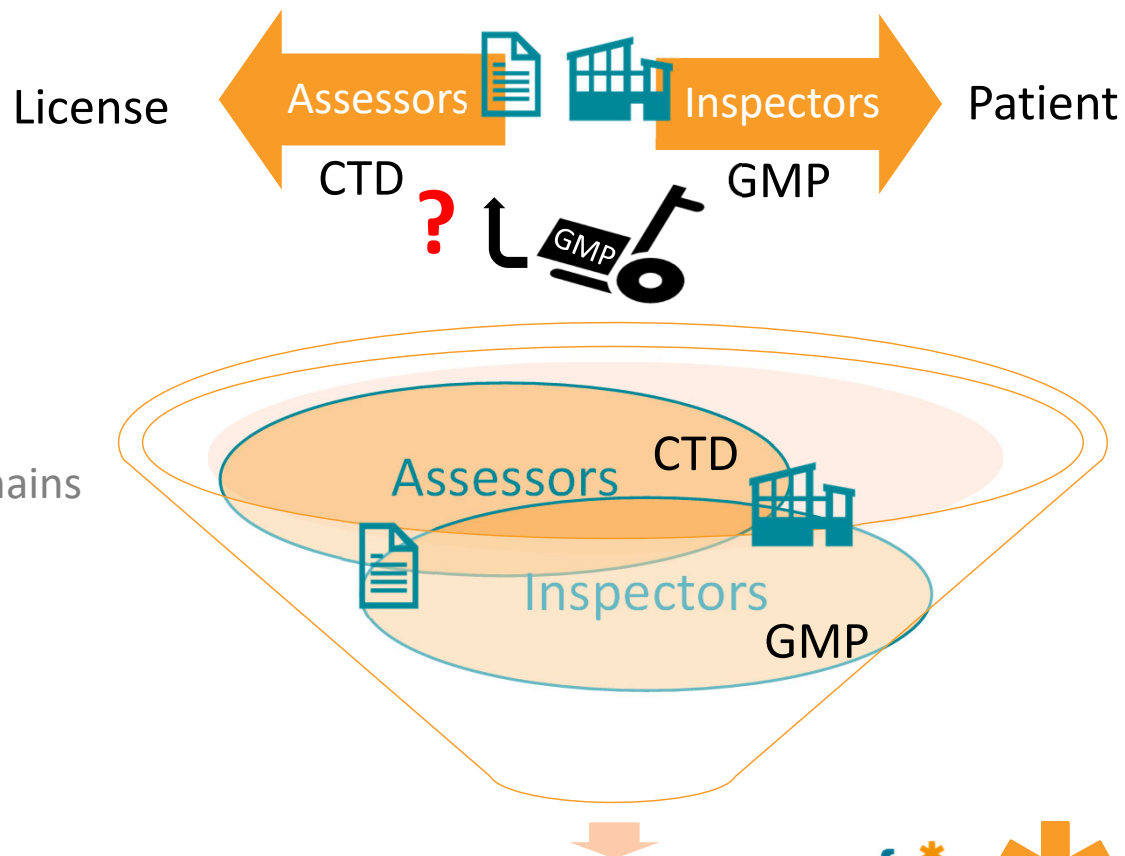 License
Assessors
Inspectors
Patient
CTD
GMP
?
GMP
CTD
Assessors
Inspectors
GMP